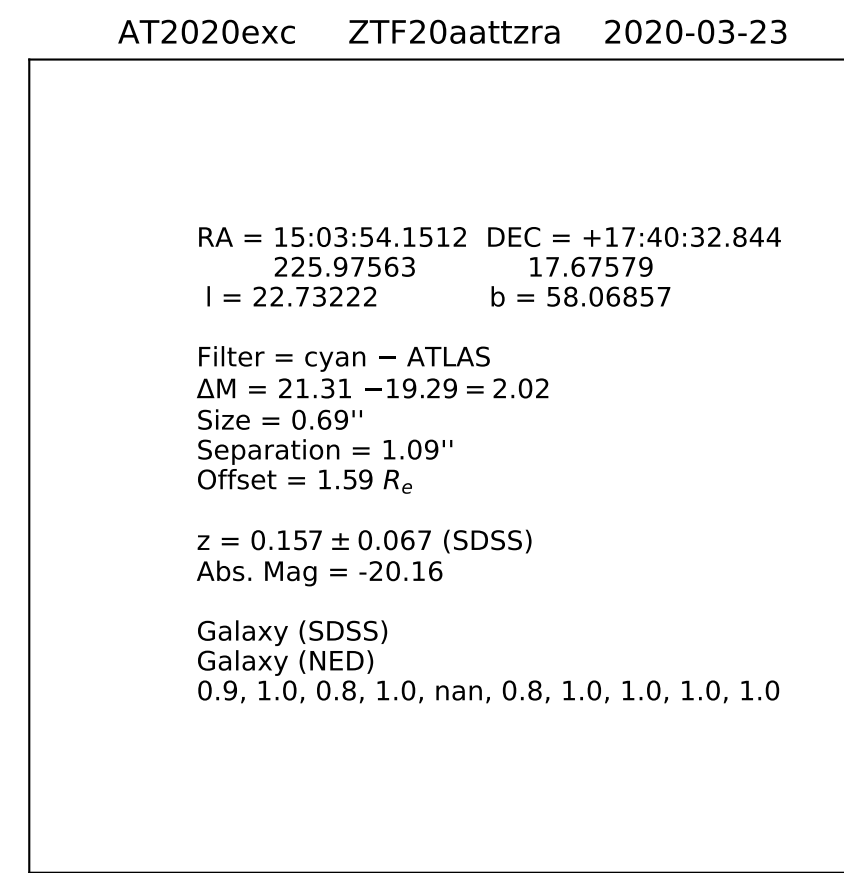 AT2020exc ZTF20aattzra 2020-03-23
RA = 15:03:54.1512 DEC = +17:40:32.844
225.97563 17.67579
l = 22.73222 b = 58.06857
Filter = cyan − ATLAS
ΔM = 21.31 −19.29 = 2.02
Size = 0.69''
Separation = 1.09''
Offset = 1.59 Rₑ
z = 0.157 ± 0.067 (SDSS)
Abs. Mag = -20.16
Galaxy (SDSS)
Galaxy (NED)
0.9, 1.0, 0.8, 1.0, nan, 0.8, 1.0, 1.0, 1.0, 1.0